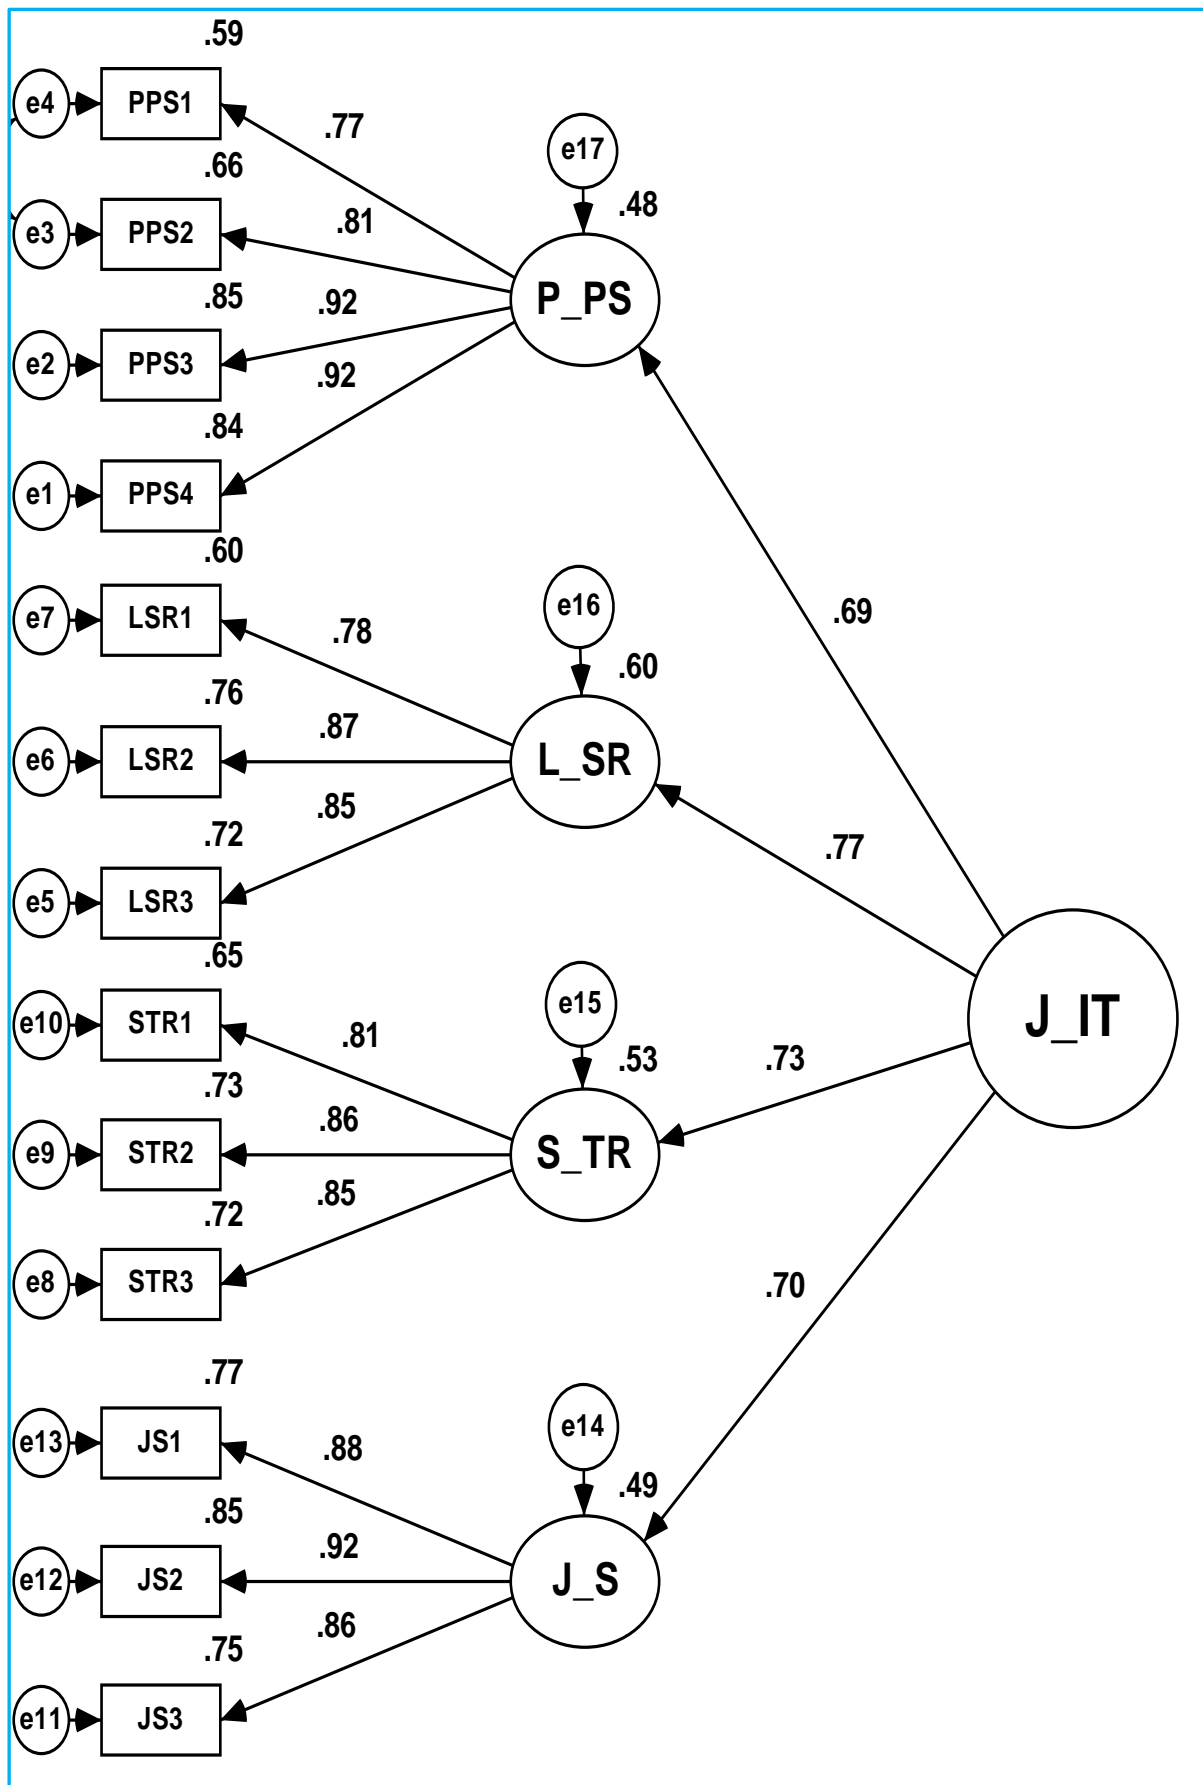 .59
e4 PPS1
.77
e17
.66
.48
e3 PPS2
.81
P_PS
.85
.92
e2 PPS3
.92
.84
e1 PPS4
.60
e16
.69
e7 LSR1
.78
.60
.76
.87
e6 LSR2
L_SR
.85
.72
.77
e5 LSR3
.65
e15
J_IT
e10 STR1
.81
.53
.73
.73
.86
e9 STR2
S_TR
.85
.72
e8 STR3
.70
.77
e14
e13 JS1
.88
.49
.85
.92
e12 JS2
J_S
.86
.75
e11 JS3